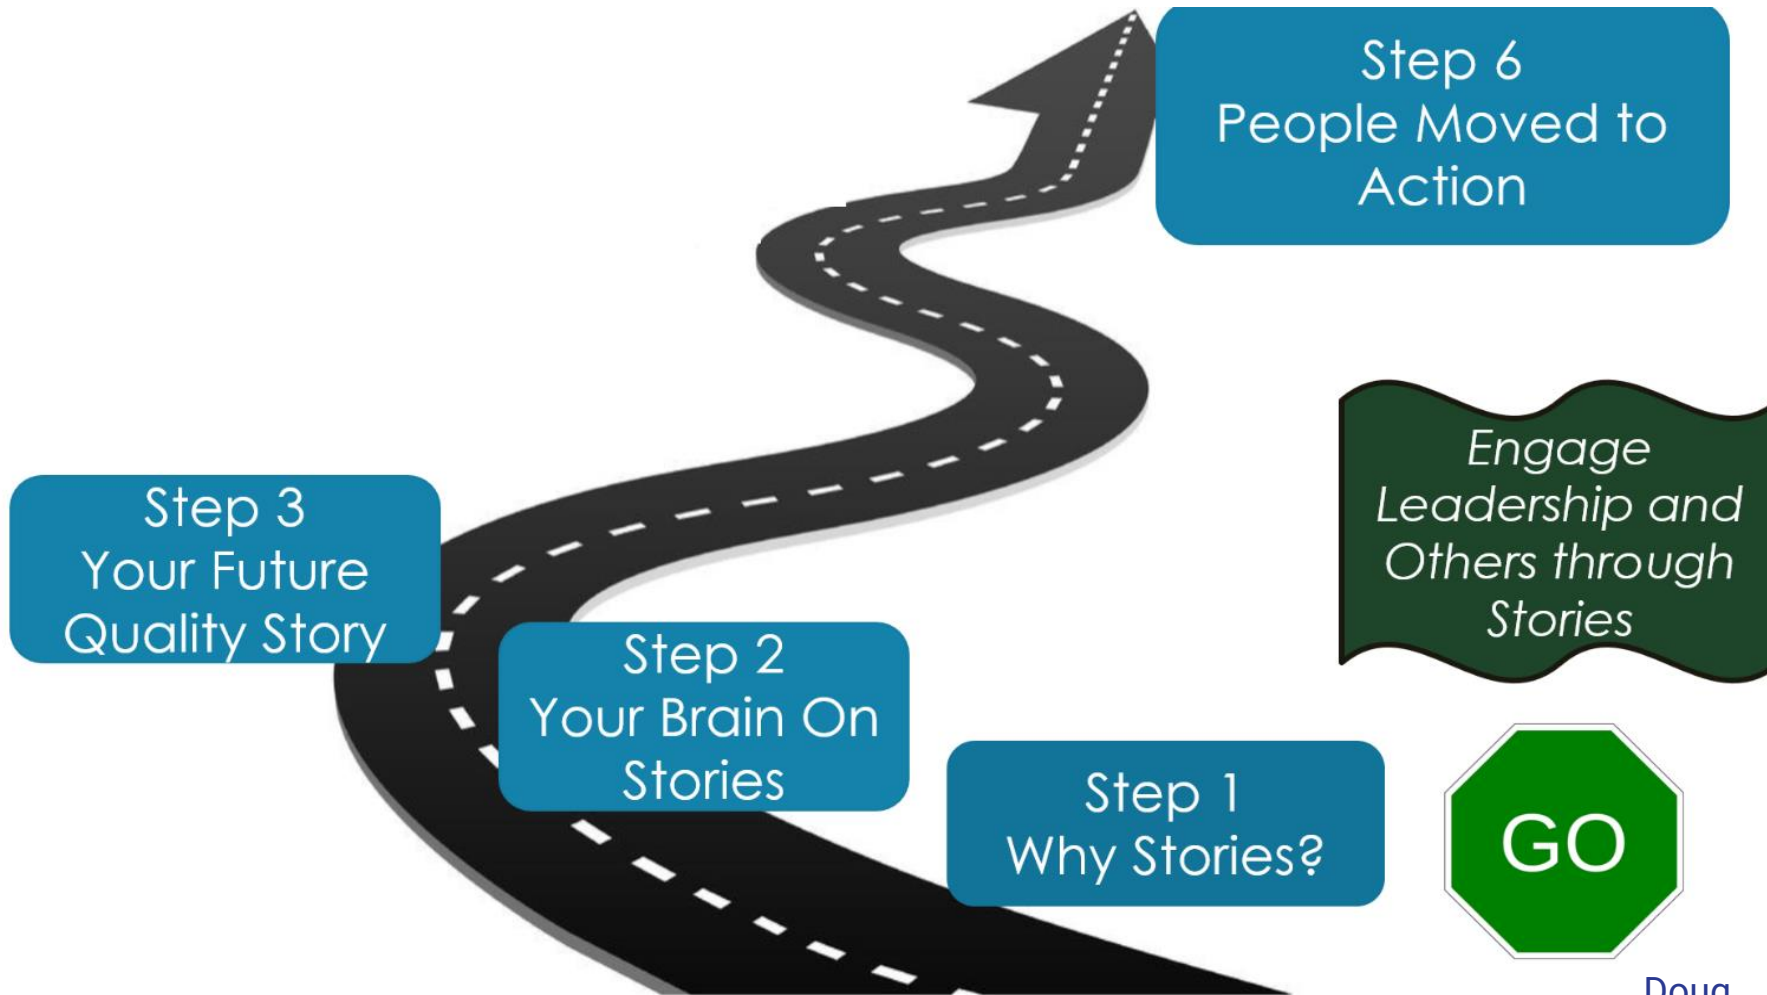 Step 6
People Moved to
Action
Engage
Leadership and
Others through
Stories
Step 3
Your Future
Quality Story
Step 2
Your Brain On
Stories
Step 1
Why Stories?
GO
Doug